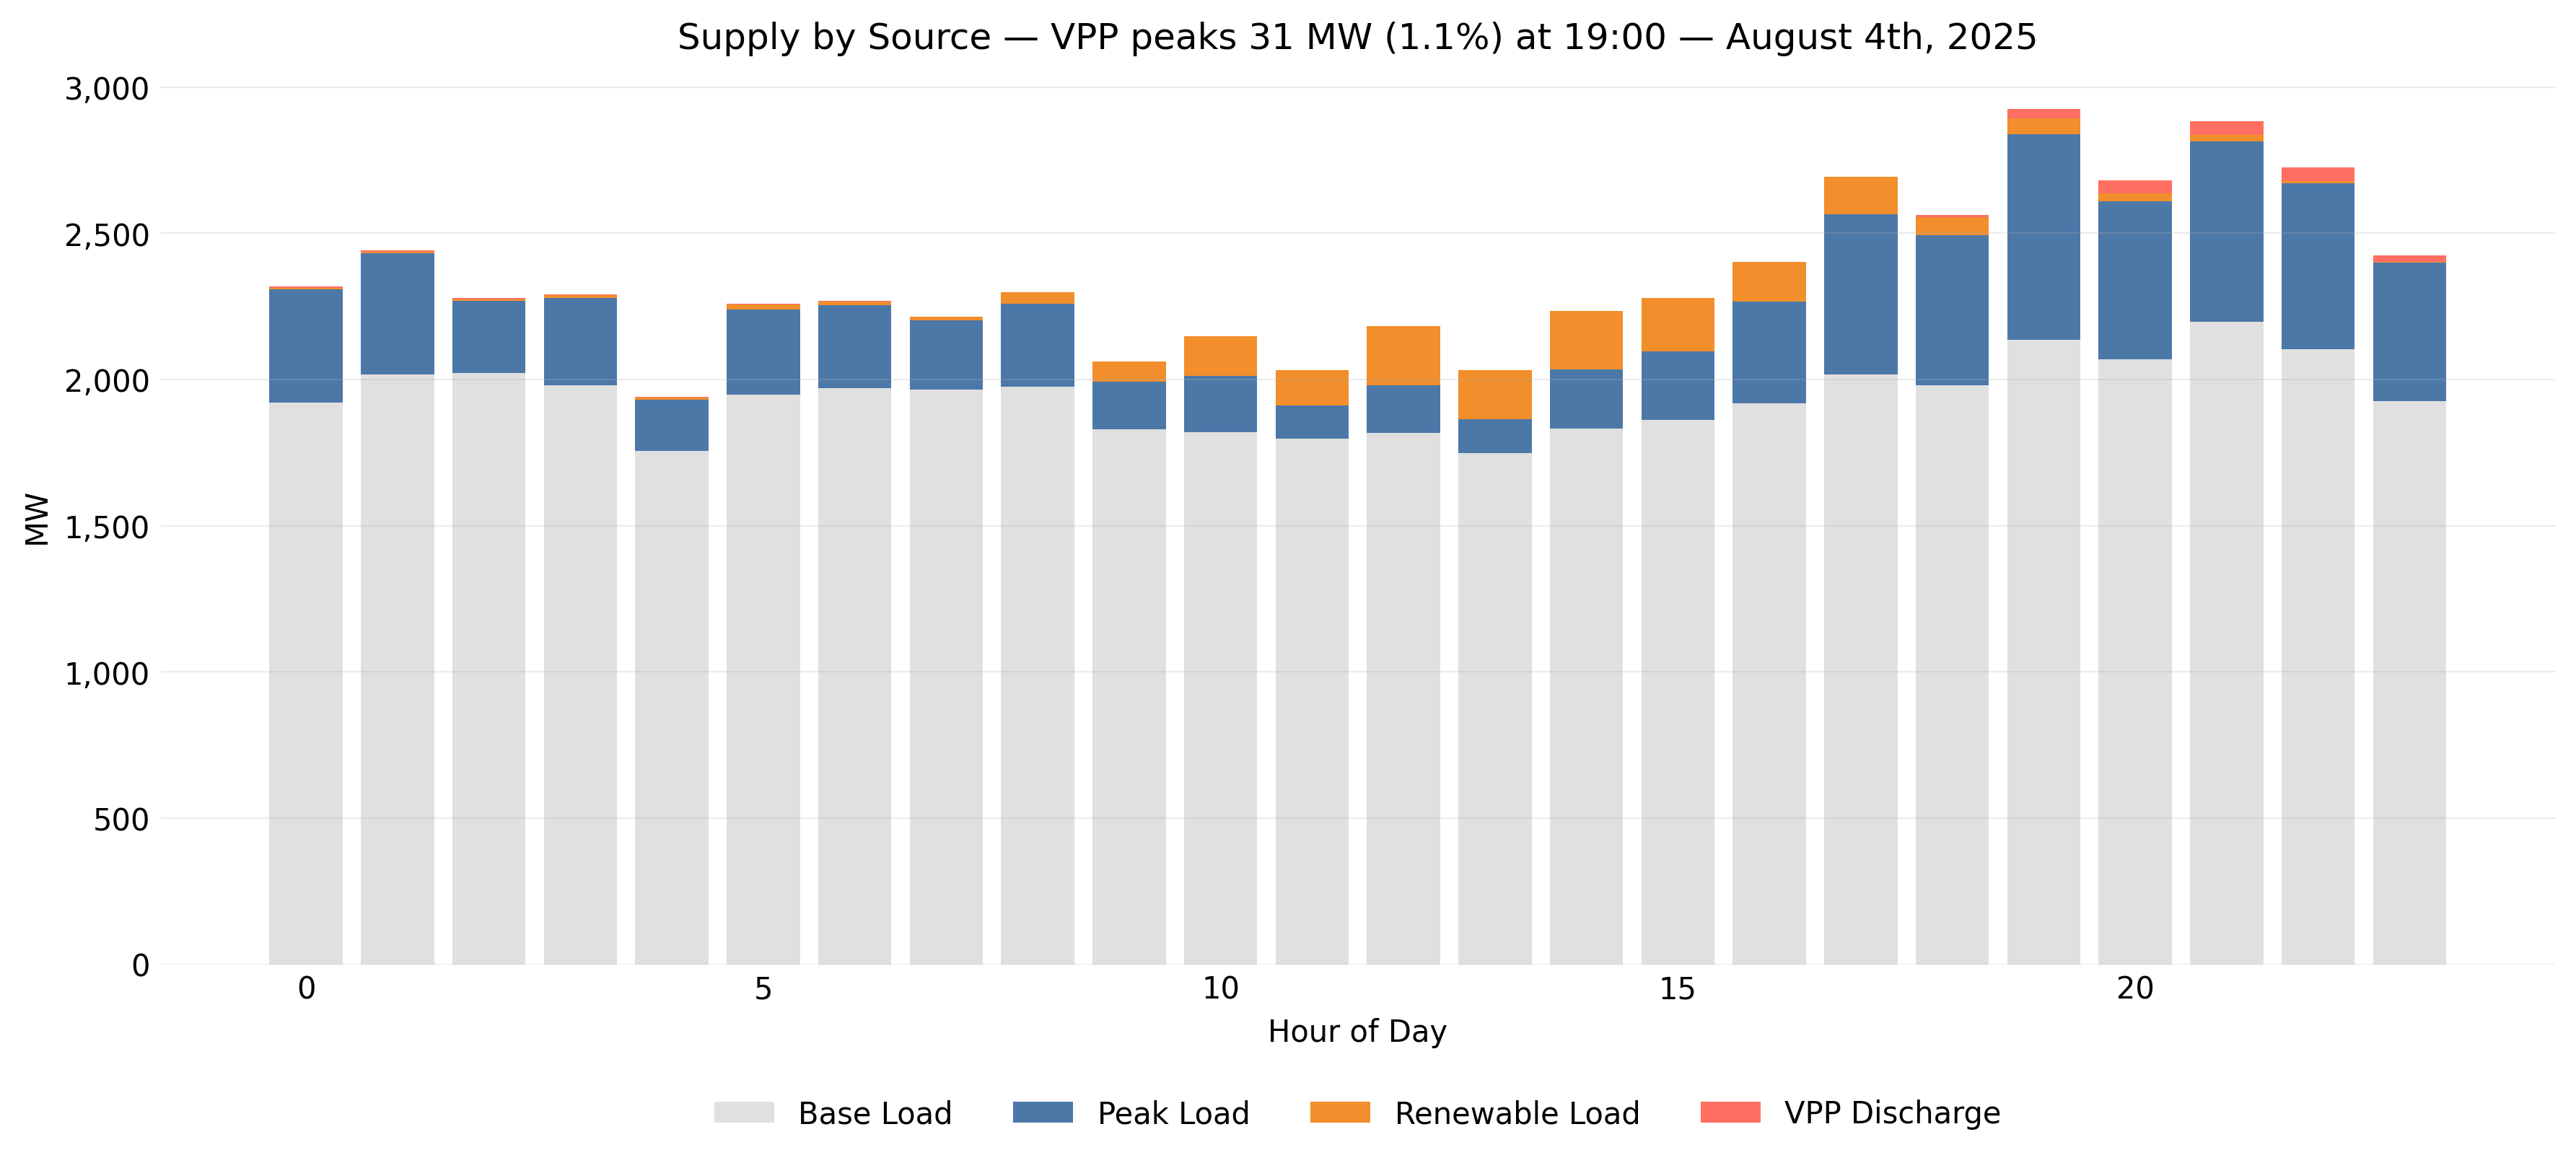 Supply by Source — VPP peaks 31 MW (1.1%) at 19:00 — August 4th, 2025
3,000
2,500
2,000
1,500
1,000
500
0
MW
0 5 10 15 20
Hour of Day
Base Load Peak Load Renewable Load VPP Discharge